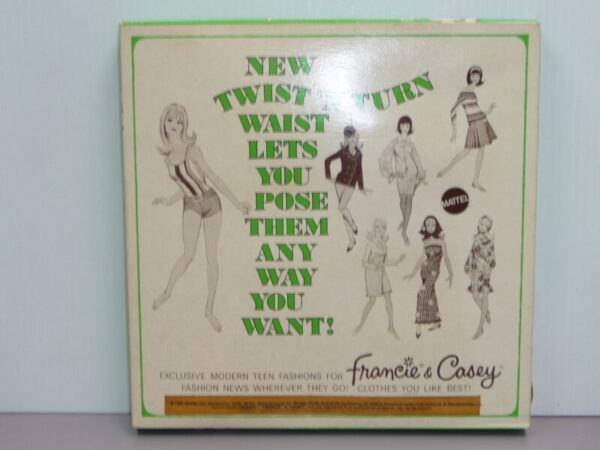 NEW
TWIST 'N TURN
WAIST
LETS
YOU
POSE
THEM
ANY
WAY
YOU
WANT!
MATTEL
EXCLUSIVE MODERN TEEN FASHIONS FOR Francie & Casey
FASHION NEWS WHEREVER THEY GO! CLOTHES YOU LIKE BEST!